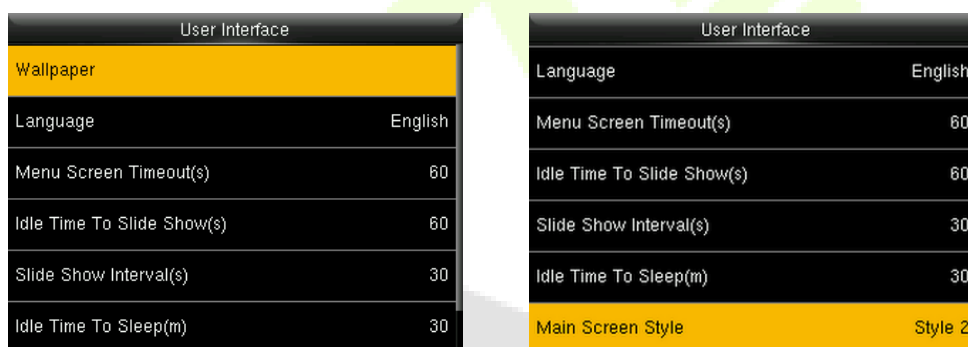 User Interface
Wallpaper
Language English
Menu Screen Timeout(s) 60
Idle Time To Slide Show(s) 60
Slide Show Interval(s) 30
Idle Time To Sleep(m) 30
User Interface
Language English
Menu Screen Timeout(s) 60
Idle Time To Slide Show(s) 60
Slide Show Interval(s) 30
Idle Time To Sleep(m) 30
Main Screen Style Style 2